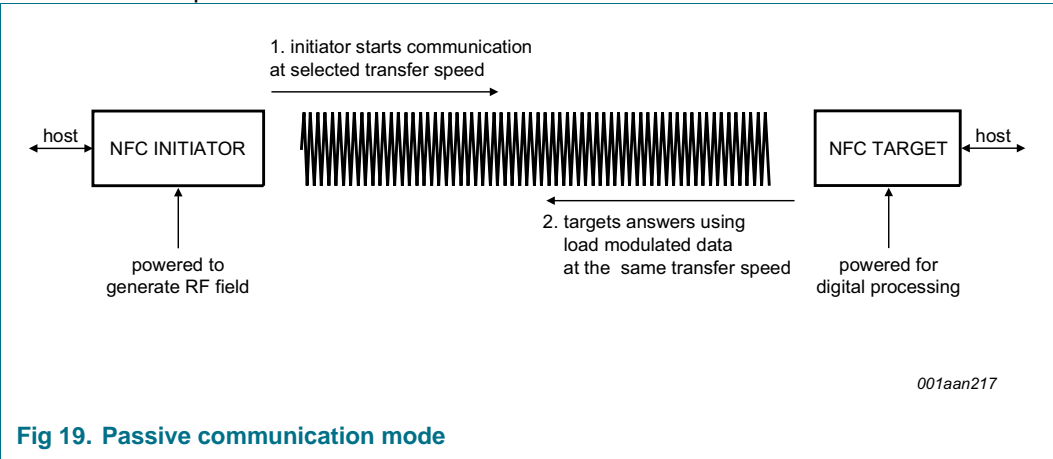 1. initiator starts communication
at selected transfer speed
host
NFC INITIATOR
NFC TARGET
host
2. targets answers using
load modulated data
at the same transfer speed
powered to
generate RF field
powered for
digital processing
001aan217
Fig 19. Passive communication mode